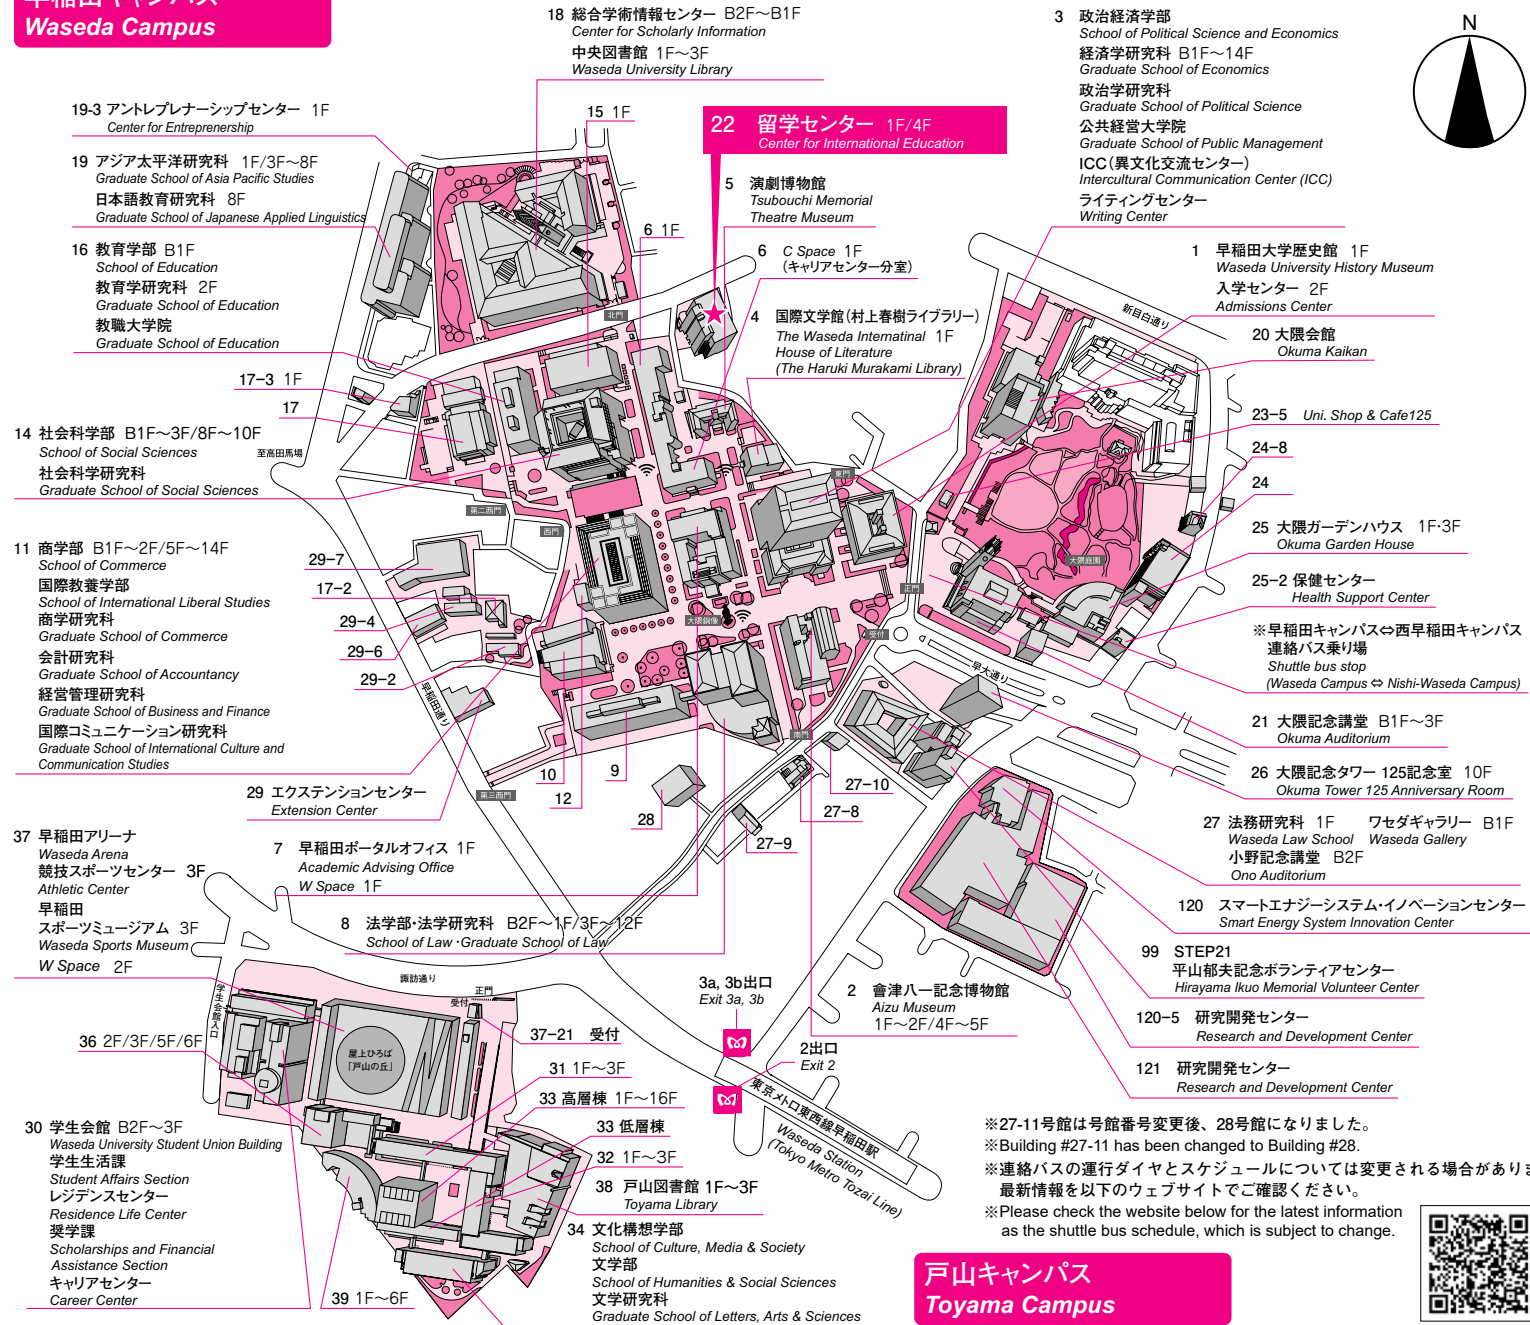 早稲田キャンパス
Waseda Campus
18 総合学術情報センター B2F～B1F
Center for Scholarly Information
中央図書館 1F～3F
Waseda University Library
3 政治経済学部
School of Political Science and Economics
経済学研究科 B1F～14F
Graduate School of Economics
政治学研究科
Graduate School of Political Science
公共経営大学院
Graduate School of Public Management
ICC（異文化交流センター）
Intercultural Communication Center (ICC)
ライティングセンター
Writing Center
N
19-3 アントレプレナーシップセンター 1F
Center for Entreprenership
19 アジア太平洋研究科 1F/3F～8F
Graduate School of Asia Pacific Studies
日本語教育研究科 8F
Graduate School of Japanese Applied Linguistics
15 1F
22 留学センター 1F/4F
Center for International Education
5 演劇博物館
Tsubouchi Memorial
Theatre Museum
6 1F
6 C Space 1F
（キャリアセンター分室）
4 国際文学館（村上春樹ライブラリー）
The Waseda Internatinal 1F
House of Literature
(The Haruki Murakami Library)
1 早稲田大学歴史館 1F
Waseda University History Museum
入学センター 2F
Admissions Center
20 大隈会館
Okuma Kaikan
16 教育学部 B1F
School of Education
教育学研究科 2F
Graduate School of Education
教職大学院
Graduate School of Education
17−3 1F
17
14 社会科学部 B1F～3F/8F～10F
School of Social Sciences
社会科学研究科
Graduate School of Social Sciences
至高田馬場
北門
新目白通り
東門
第二西門
西門
23−5 Uni. Shop & Cafe125
24−8
24
25 大隈ガーデンハウス 1F･3F
Okuma Garden House
25−2 保健センター
Health Support Center
※早稲田キャンパス⇔西早稲田キャンパス
連絡バス乗り場
Shuttle bus stop
(Waseda Campus ⇔ Nishi-Waseda Campus)
21 大隈記念講堂 B1F～3F
Okuma Auditorium
26 大隈記念タワー 125記念室 10F
Okuma Tower 125 Anniversary Room
27 法務研究科 1F
Waseda Law School
ワセダギャラリー B1F
Waseda Gallery
小野記念講堂 B2F
Ono Auditorium
120 スマートエナジーシステム・イノベーションセンター
Smart Energy System Innovation Center
99 STEP21
平山郁夫記念ボランティアセンター
Hirayama Ikuo Memorial Volunteer Center
120−5 研究開発センター
Research and Development Center
121 研究開発センター
Research and Development Center
大隈庭園
正門
受付
大隈銅像
早大通り
南門
早稲田通り
第三西門
11 商学部 B1F～2F/5F～14F
School of Commerce
国際教養学部
School of International Liberal Studies
商学研究科
Graduate School of Commerce
会計研究科
Graduate School of Accountancy
経営管理研究科
Graduate School of Business and Finance
国際コミュニケーション研究科
Graduate School of International Culture and
Communication Studies
29−7
17−2
29−4
29−6
29−2
10
9
12
28
27−10
27−8
27−9
29 エクステンションセンター
Extension Center
7 早稲田ポータルオフィス 1F
Academic Advising Office
W Space 1F
8 法学部・法学研究科 B2F～1F/3F～12F
School of Law・Graduate School of Law
2 會津八一記念博物館
Aizu Museum
1F～2F/4F～5F
37 早稲田アリーナ
Waseda Arena
競技スポーツセンター 3F
Athletic Center
早稲田
スポーツミュージアム 3F
Waseda Sports Museum
W Space 2F
諏訪通り
正門
受付
学生会館入口
屋上ひろば
「戸山の丘」
36 2F/3F/5F/6F
37−21 受付
31 1F～3F
33 高層棟 1F～16F
33 低層棟
32 1F～3F
38 戸山図書館 1F～3F
Toyama Library
34 文化構想学部
School of Culture, Media & Society
文学部
School of Humanities & Social Sciences
文学研究科
Graduate School of Letters, Arts & Sciences
30 学生会館 B2F～3F
Waseda University Student Union Building
学生生活課
Student Affairs Section
レジデンスセンター
Residence Life Center
奨学課
Scholarships and Financial
Assistance Section
キャリアセンター
Career Center
39 1F～6F
3a, 3b出口
Exit 3a, 3b
2出口
Exit 2
東京メトロ東西線早稲田駅
Waseda Station
(Tokyo Metro Tozai Line)
※27-11号館は号館番号変更後、28号館になりました。
※Building #27-11 has been changed to Building #28.
※連絡バスの運行ダイヤとスケジュールについては変更される場合があり
最新情報を以下のウェブサイトでご確認ください。
※Please check the website below for the latest information
as the shuttle bus schedule, which is subject to change.
戸山キャンパス
Toyama Campus